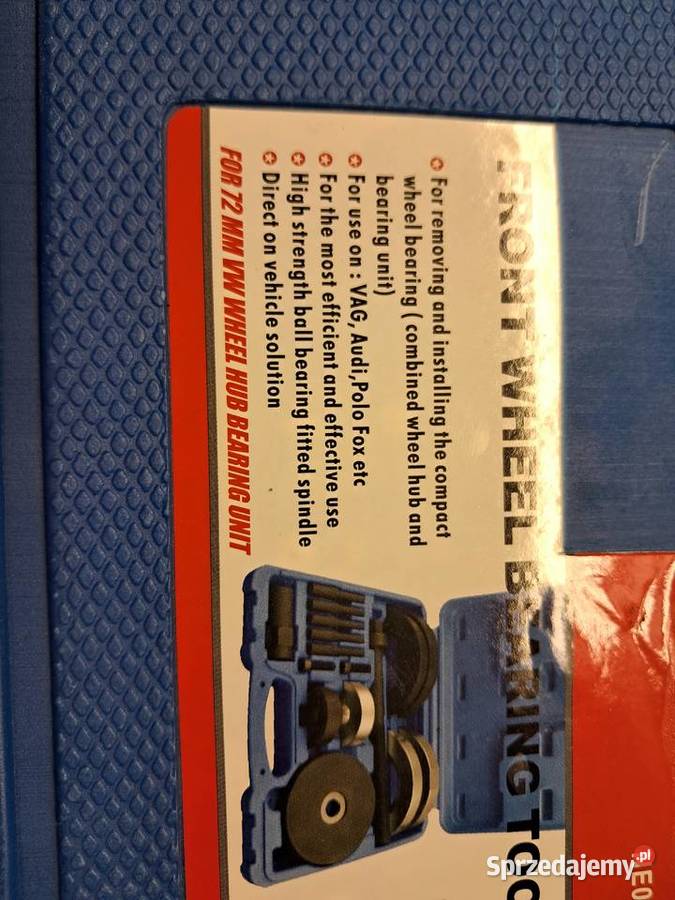 FRONT WHEEL BEARING TOO
For removing and installing the compact
wheel bearing ( combined wheel hub and
bearing unit)
For use on : VAG, Audi,Polo Fox etc
For the most efficient and effective use
High strength ball bearing fitted spindle
Direct on vehicle solution
FOR 72 MM VW WHEEL HUB BEARING UNIT
Sprzedajemy.pl